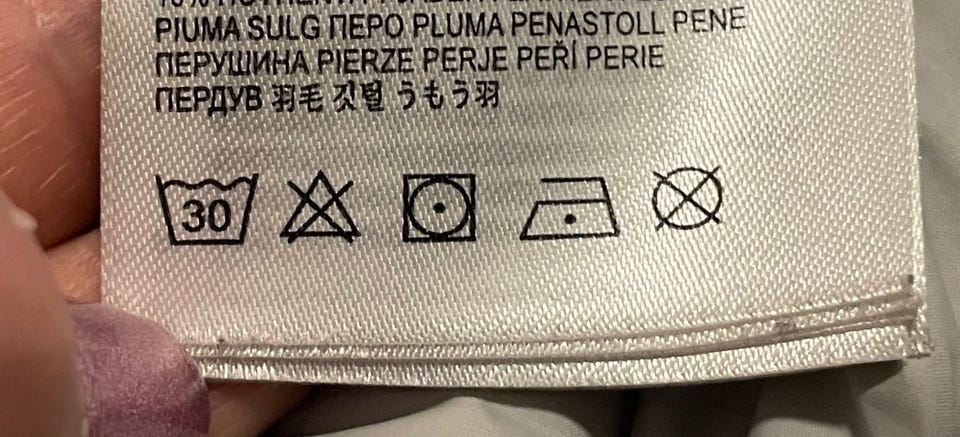 PIUMA SULG ПЕРО PLUMA PENASTOLL PENE
ПЕРУШИНА PIERZE PERJE PEŘÍ PERIE
ПЕРДУВ 羽毛 깃털 うもう羽
30